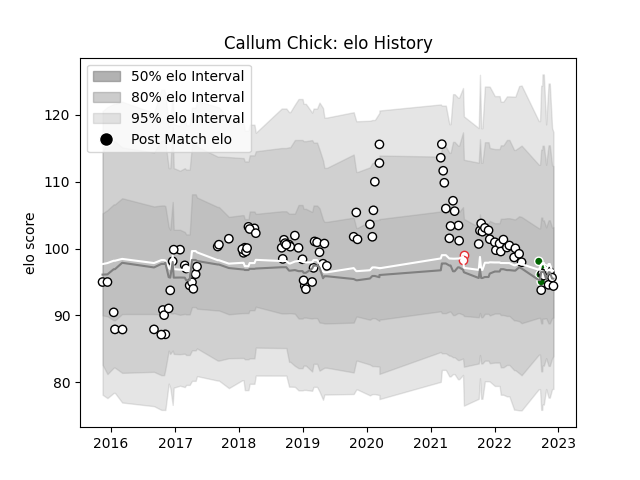 Callum Chick: elo History
50% elo Interval
80% elo Interval
95% elo Interval
Post Match elo
elo score
120
110
100
90
80
2016 2017 2018 2019 2020 2021 2022 2023